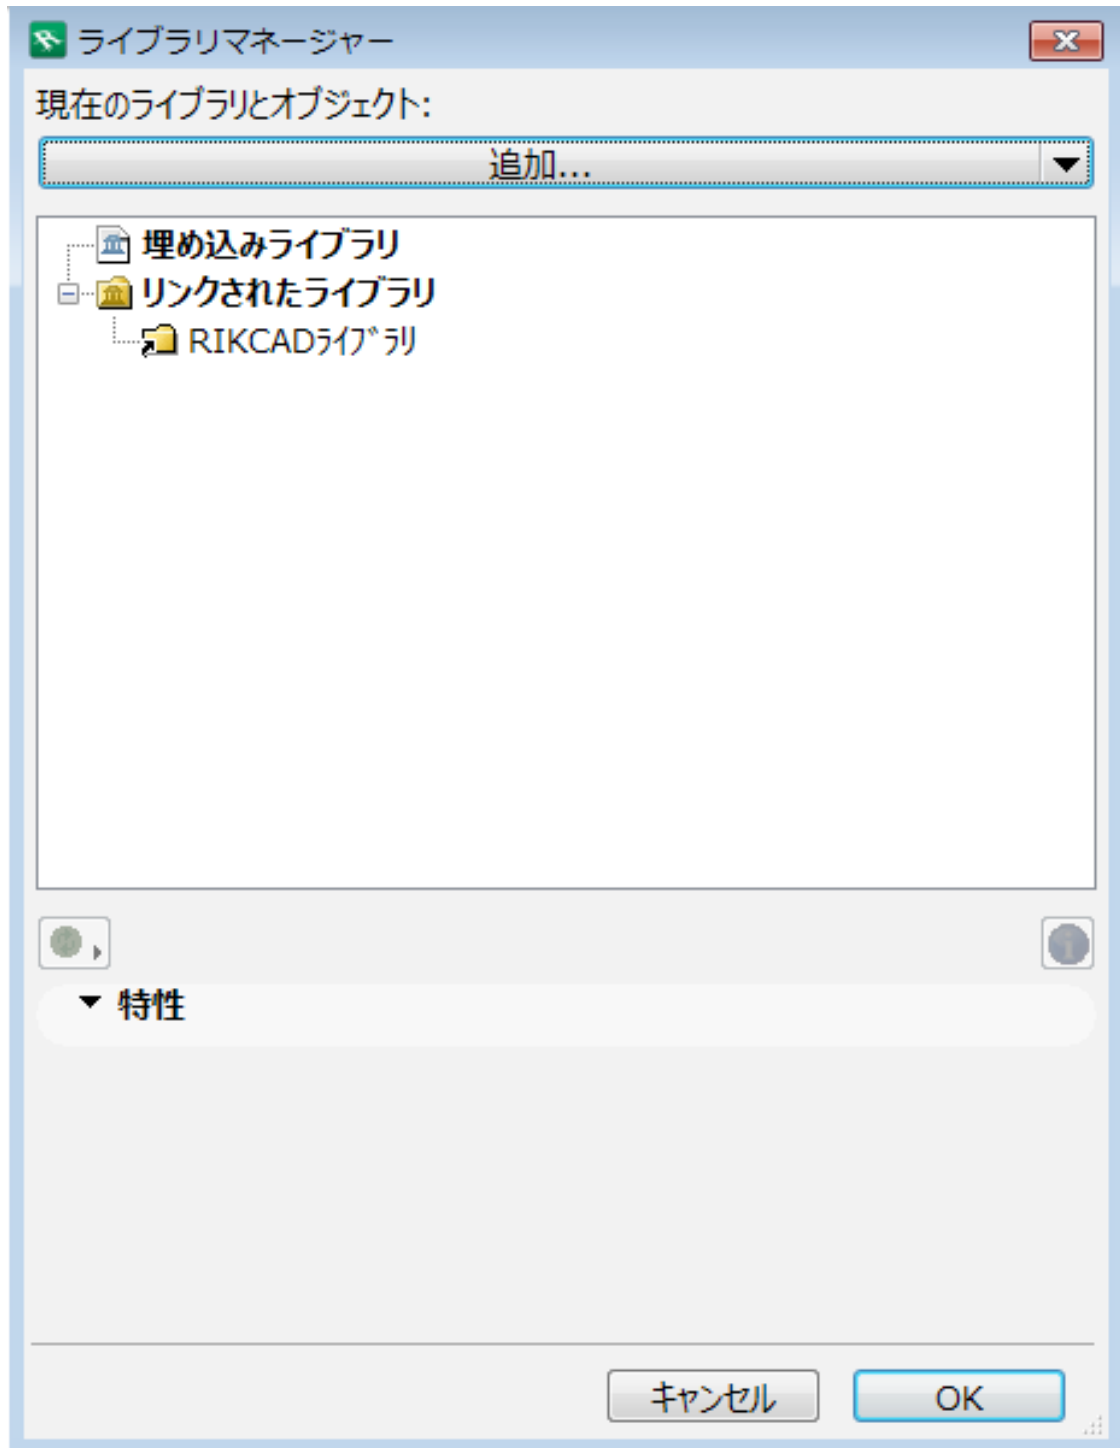 ライブラリマネージャー
現在のライブラリとオブジェクト:
追加...
埋め込みライブラリ
リンクされたライブラリ
RIKCADﾗｲﾌﾞﾗﾘ
特性
キャンセル
OK